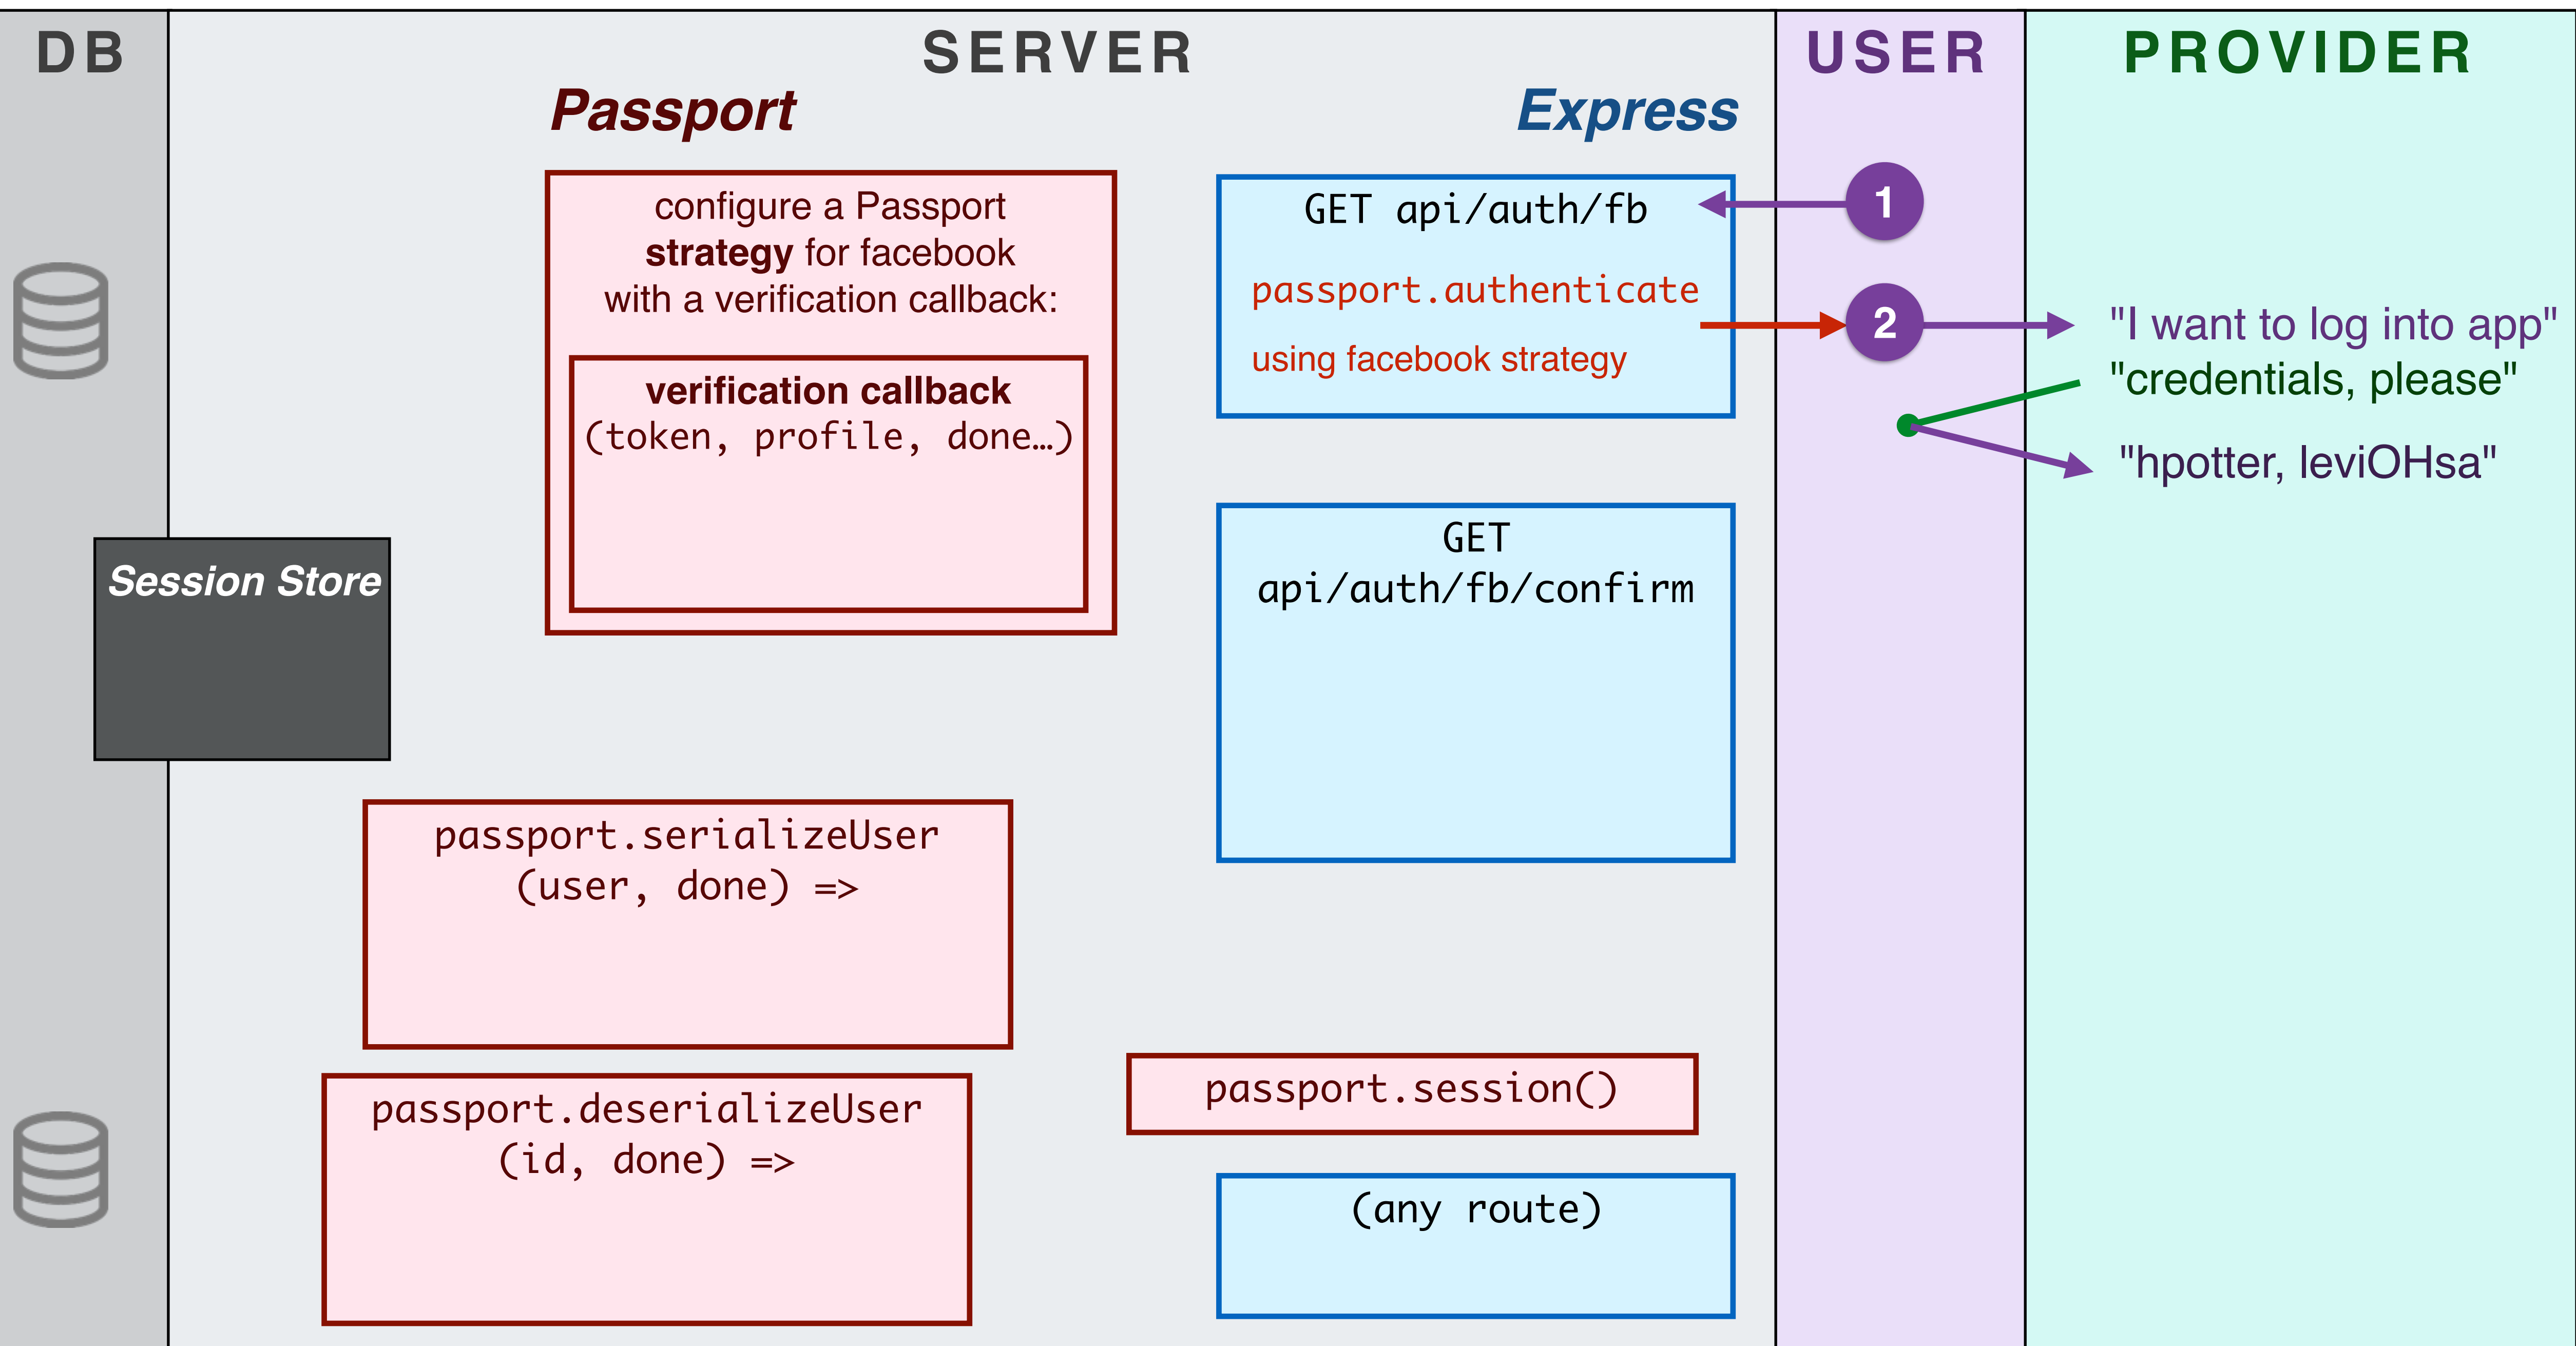 DB
SERVER
USER
PROVIDER
Passport
Express
configure a Passport
strategy for facebook
with a verification callback:
verification callback
(token, profile, done…)
GET api/auth/fb
passport.authenticate
using facebook strategy
1
2
"I want to log into app"
"credentials, please"
"hpotter, leviOHsa"
GET
api/auth/fb/confirm
Session Store
passport.serializeUser
(user, done) =>
passport.deserializeUser
(id, done) =>
passport.session()
(any route)